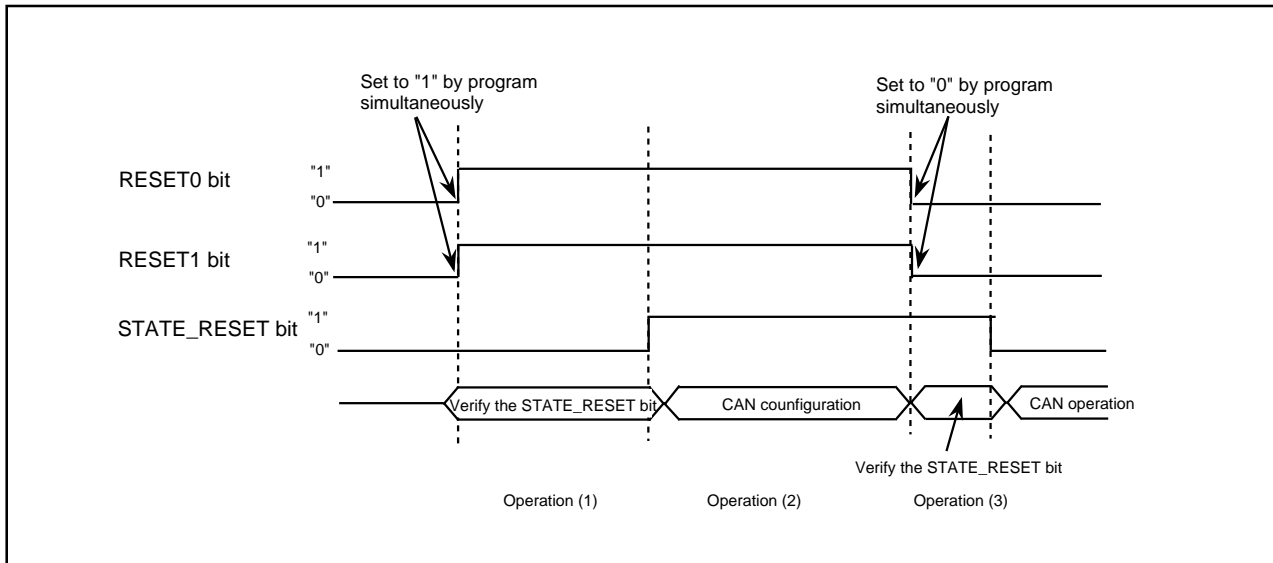 Set to "1" by program
simultaneously
Set to "0" by program
simultaneously
RESET0 bit
"1"
"0"
RESET1 bit
"1"
"0"
STATE_RESET bit
"1"
"0"
Verify the STATE_RESET bit
CAN counfiguration
CAN operation
Verify the STATE_RESET bit
Operation (1)
Operation (2)
Operation (3)